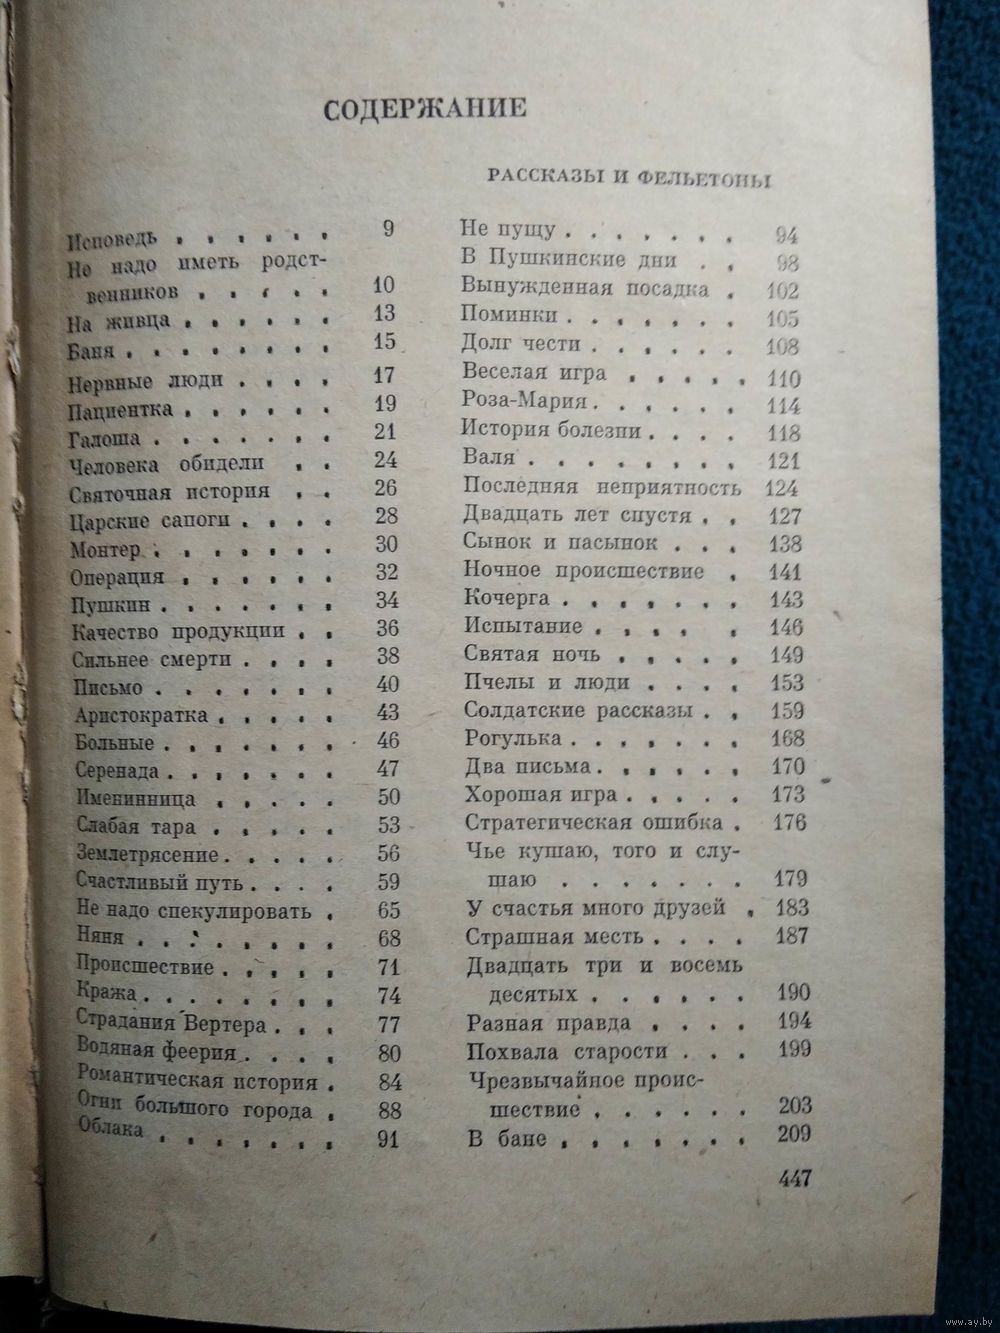 СОДЕРЖАНИЕ
РАССКАЗЫ И ФЕЛЬЕТОНЫ
Исповедь . . . . . . 9
Не надо иметь родст-
венников . . . . . 10
На живца . . . . . . 13
Баня . . . . . . . . 15
Нервные люди . . . . 17
Пациентка . . . . . . 19
Галоша . . . . . . . 21
Человека обидели . . 24
Святочная история . . 26
Царские сапоги . . . . 28
Монтер . . . . . . . 30
Операция . . . . . . 32
Пушкин . . . . . . . 34
Качество продукции . . 36
Сильнее смерти . . . . 38
Письмо . . . . . . . 40
Аристократка . . . . . 43
Больные . . . . . . . 46
Серенада . . . . . . . 47
Именинница . . . . . 50
Слабая тара . . . . . 53
Землетрясение . . . . . 56
Счастливый путь . . . . 59
Не надо спекулировать . 65
Няня . . . . . . . . 68
Происшествие . . . . . 71
Кража . . . . . . . . 74
Страдания Вертера . . . 77
Водяная феерия . . . . 80
Романтическая история . 84
Огни большого города . 88
Облака . . . . . . . 91
Не пущу . . . . . . . 94
В Пушкинские дни . . 98
Вынужденная посадка . 102
Поминки . . . . . . . 105
Долг чести . . . . . . 108
Веселая игра . . . . . 110
Роза-Мария . . . . . . 114
История болезни . . . . 118
Валя . . . . . . . . 121
Последняя неприятность 124
Двадцать лет спустя . . 127
Сынок и пасынок . . . 138
Ночное происшествие . 141
Кочерга . . . . . . . 143
Испытание . . . . . 146
Святая ночь . . . . . 149
Пчелы и люди . . . . 153
Солдатские рассказы . . 159
Рогулька . . . . . . . 168
Два письма . . . . . . 170
Хорошая игра . . . . . 173
Стратегическая ошибка . 176
Чье кушаю, того и слу-
шаю . . . . . . . 179
У счастья много друзей . 183
Страшная месть . . . . 187
Двадцать три и восемь
десятых . . . . . . 190
Разная правда . . . . 194
Похвала старости . . . 199
Чрезвычайное проис-
шествие . . . . . . 203
В бане . . . . . . . 209
447
www.ay.by